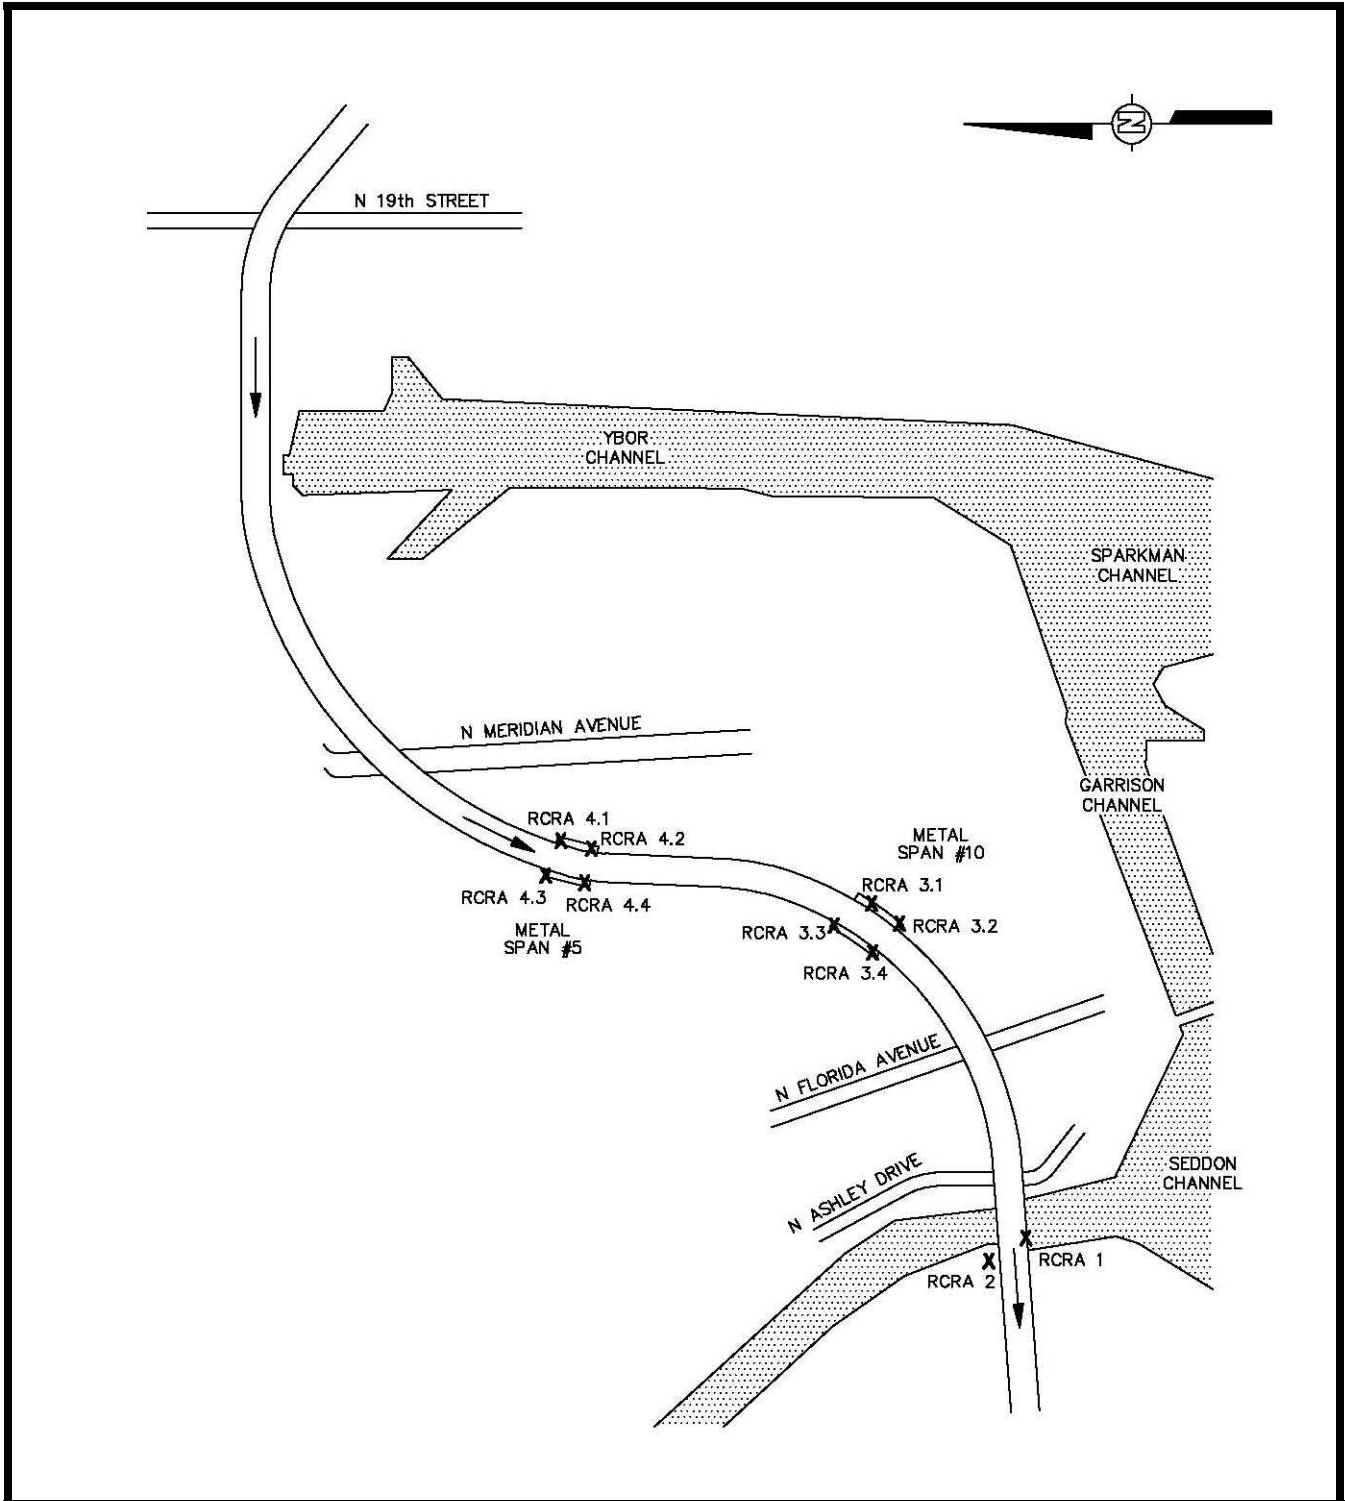 N
N 19th STREET
YBOR
CHANNEL
SPARKMAN
CHANNEL
N MERIDIAN AVENUE
GARRISON
CHANNEL
RCRA 4.1
RCRA 4.2
METAL
SPAN #10
RCRA 4.3
RCRA 4.4
RCRA 3.1
METAL
SPAN #5
RCRA 3.3
RCRA 3.2
RCRA 3.4
N FLORIDA AVENUE
N ASHLEY DRIVE
SEDDON
CHANNEL
RCRA 1
RCRA 2